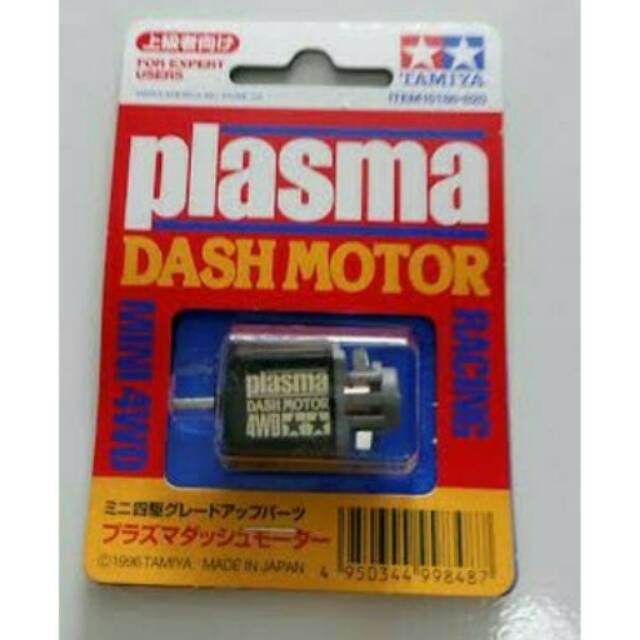 上級者向け
FOR EXPERT
USERS
TAMIYA
plasma
DASH MOTOR
MINI 4WD
RACING
plasma
DASH MOTOR
4WD★★
ミニ四駆グレードアップパーツ
プラズマダッシュモーター
©1996 TAMIYA MADE IN JAPAN
4 950344 998487